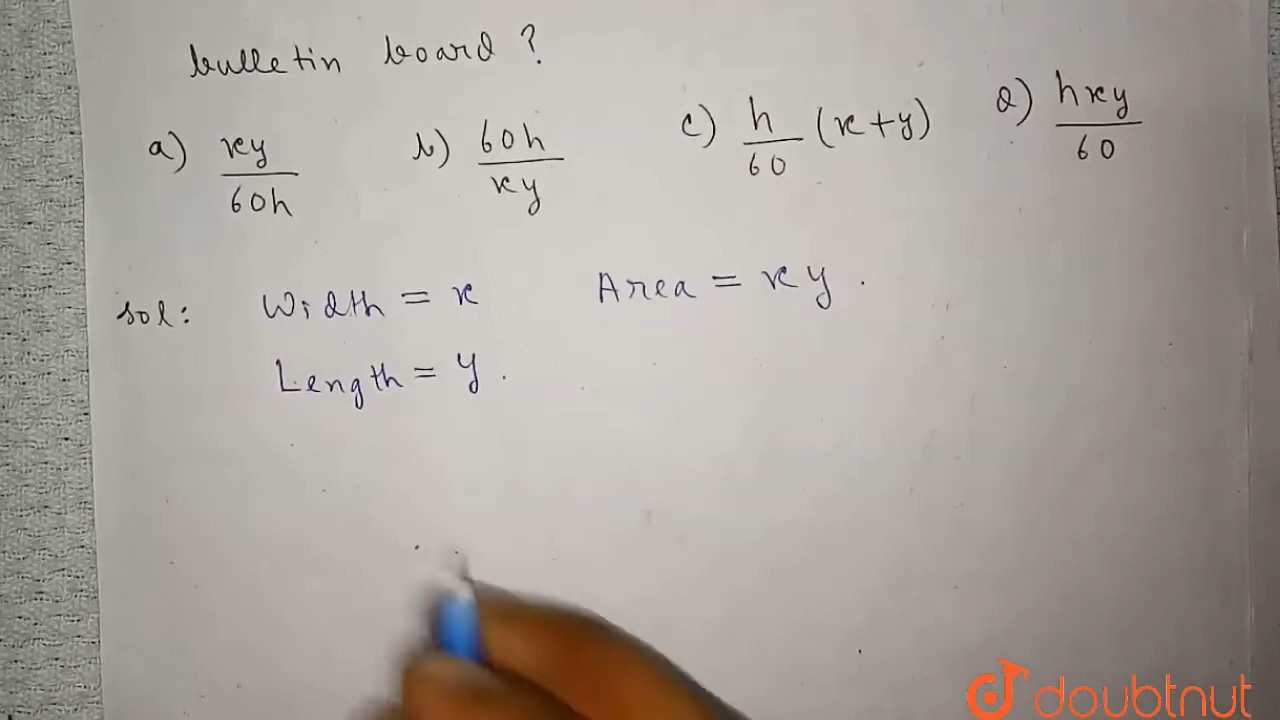 bulletin board ?
a) xy/60h b) 60h/xy c) h/60 (x+y) d) hxy/60
Sol: Width = x Area = xy .
Length = y .
doubtnut